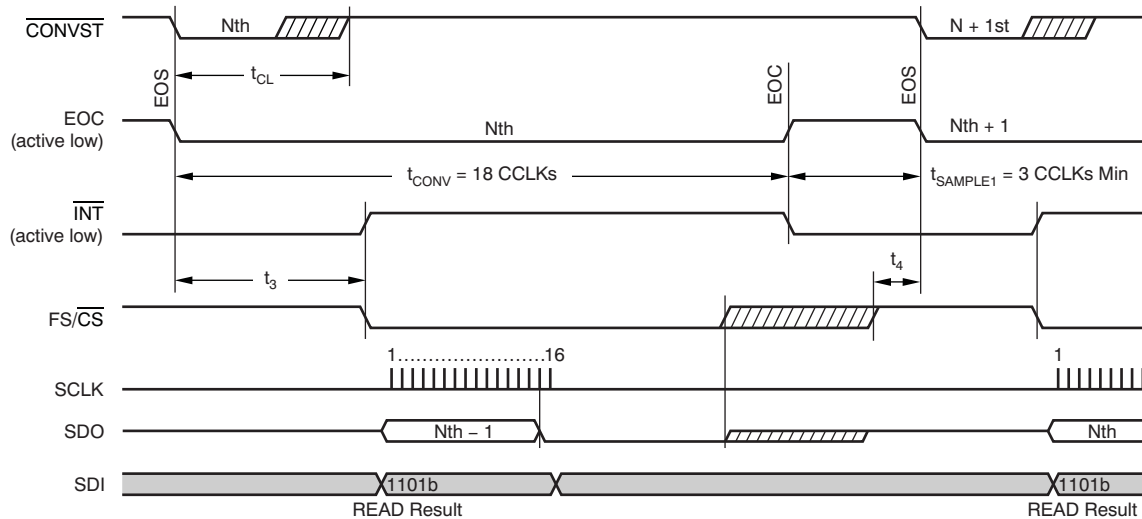 CONVST
Nth
N + 1st
tCL
EOS
EOC
EOS
EOC
(active low)
Nth
Nth + 1
tCONV = 18 CCLKs
tSAMPLE1 = 3 CCLKs Min
INT
(active low)
t3
t4
FS/CS
1.......................16
1
SCLK
SDO
Nth − 1
Nth
SDI
1101b
1101b
READ Result
READ Result